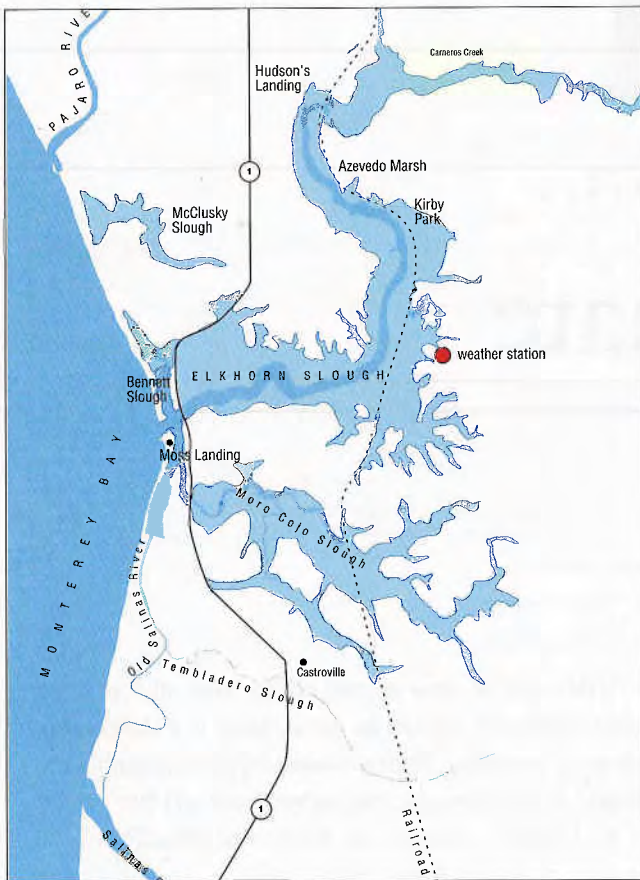 PAJARO RIVE
Carneros Creek
Hudson's
Landing
1
Azevedo Marsh
McClusky
Slough
Kirby
Park
weather station
Bennett
Slough
ELKHORN SLOUGH
Moss Landing
MONTEREY BAY
Moro Cojo Slough
Old Salinas River
Tembladero Slough
Castroville
1
Railroad
Salinas